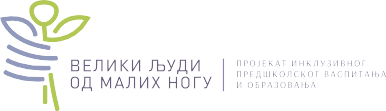 ВЕЛИКИ ЉУДИ
ОД МАЛИХ НОГУ
ПРОЈЕКАТ ИНКЛУЗИВНОГ
ПРЕДШКОЛСКОГ ВАСПИТАЊА
И ОБРАЗОВАЊА